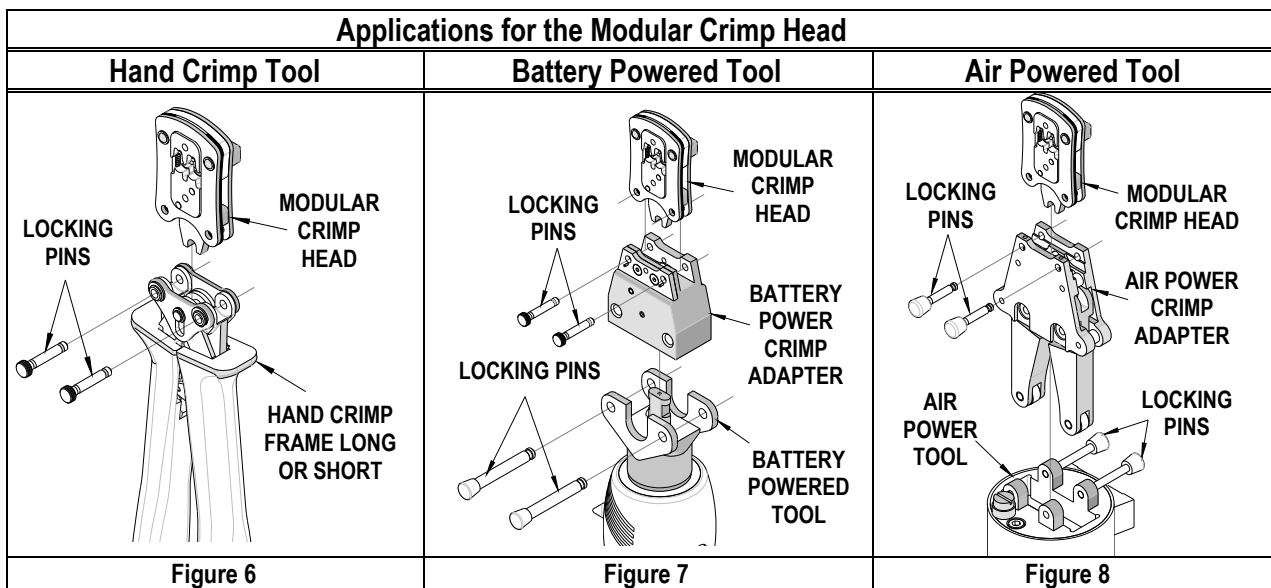 Applications for the Modular Crimp Head
Hand Crimp Tool
Battery Powered Tool
Air Powered Tool
LOCKING
PINS
MODULAR
CRIMP
HEAD
HAND CRIMP
FRAME LONG
OR SHORT
MODULAR
CRIMP
HEAD
LOCKING
PINS
BATTERY
POWER
CRIMP
ADAPTER
LOCKING PINS
BATTERY
POWERED
TOOL
LOCKING
PINS
MODULAR
CRIMP HEAD
AIR POWER
CRIMP
ADAPTER
AIR
POWER
TOOL
LOCKING
PINS
Figure 6
Figure 7
Figure 8